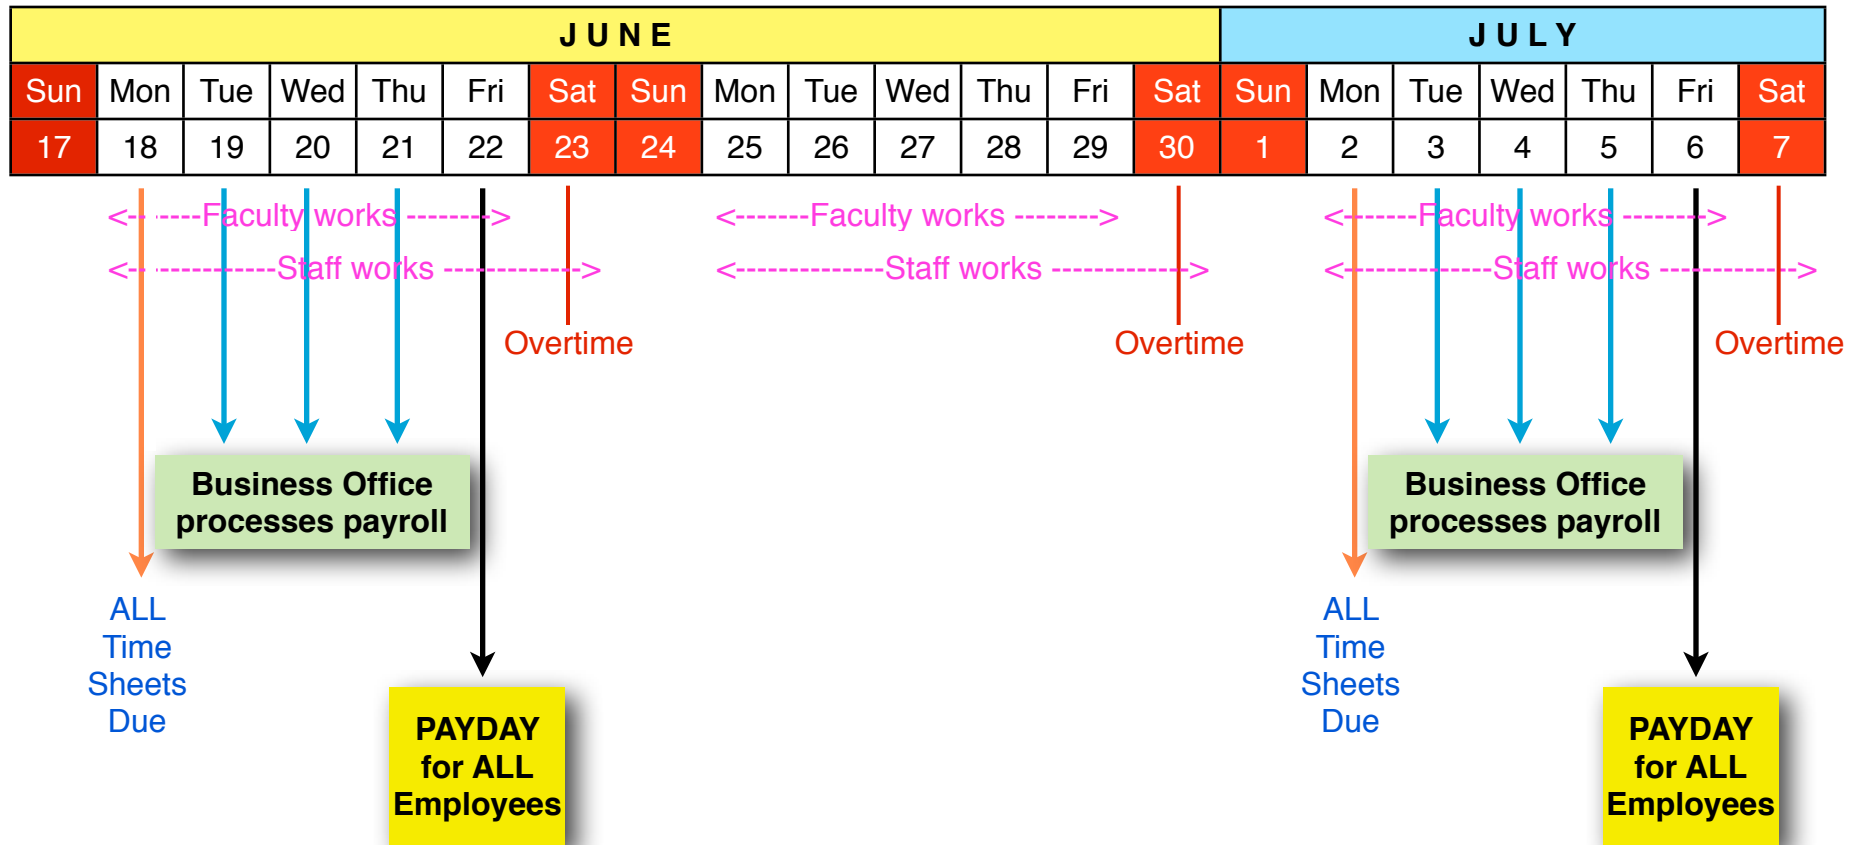 J U N E J U L Y
Sun Mon Tue Wed Thu Fri Sat Sun Mon Tue Wed Thu Fri Sat Sun Mon Tue Wed Thu Fri Sat
17 18 19 20 21 22 23 24 25 26 27 28 29 30 1 2 3 4 5 6 7
<-------Faculty works --------> <-------Faculty works --------> <-------Faculty works -------->
<--------------Staff works ------------> <--------------Staff works ------------> <--------------Staff works ------------>
Overtime Overtime Overtime
Business Office
processes payroll
Business Office
processes payroll
ALL
Time
Sheets
Due
PAYDAY
for ALL
Employees
ALL
Time
Sheets
Due
PAYDAY
for ALL
Employees